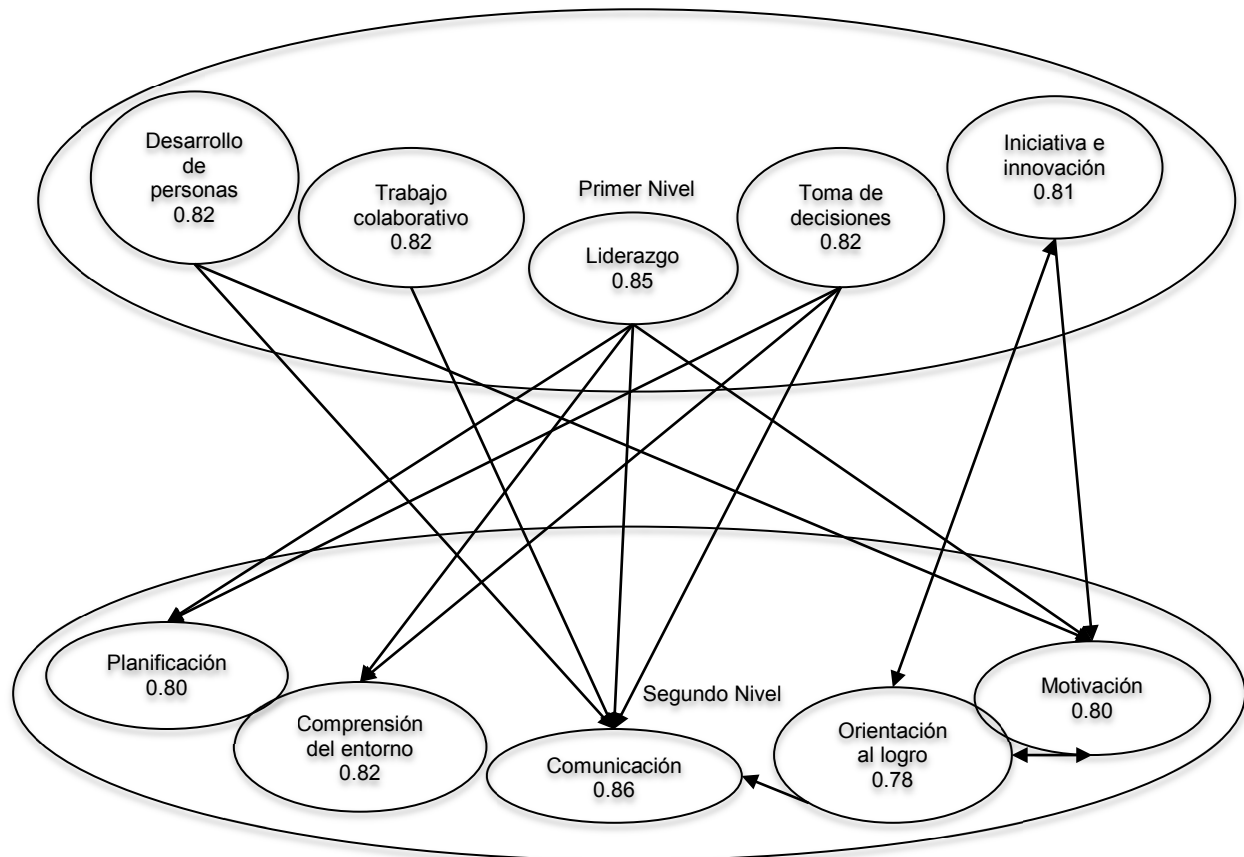 Desarrollo
de
personas
0.82
Trabajo
colaborativo
0.82
Primer Nivel
Liderazgo
0.85
Toma de
decisiones
0.82
Iniciativa e
innovación
0.81
Planificación
0.80
Comprensión
del entorno
0.82
Segundo Nivel
Comunicación
0.86
Orientación
al logro
0.78
Motivación
0.80